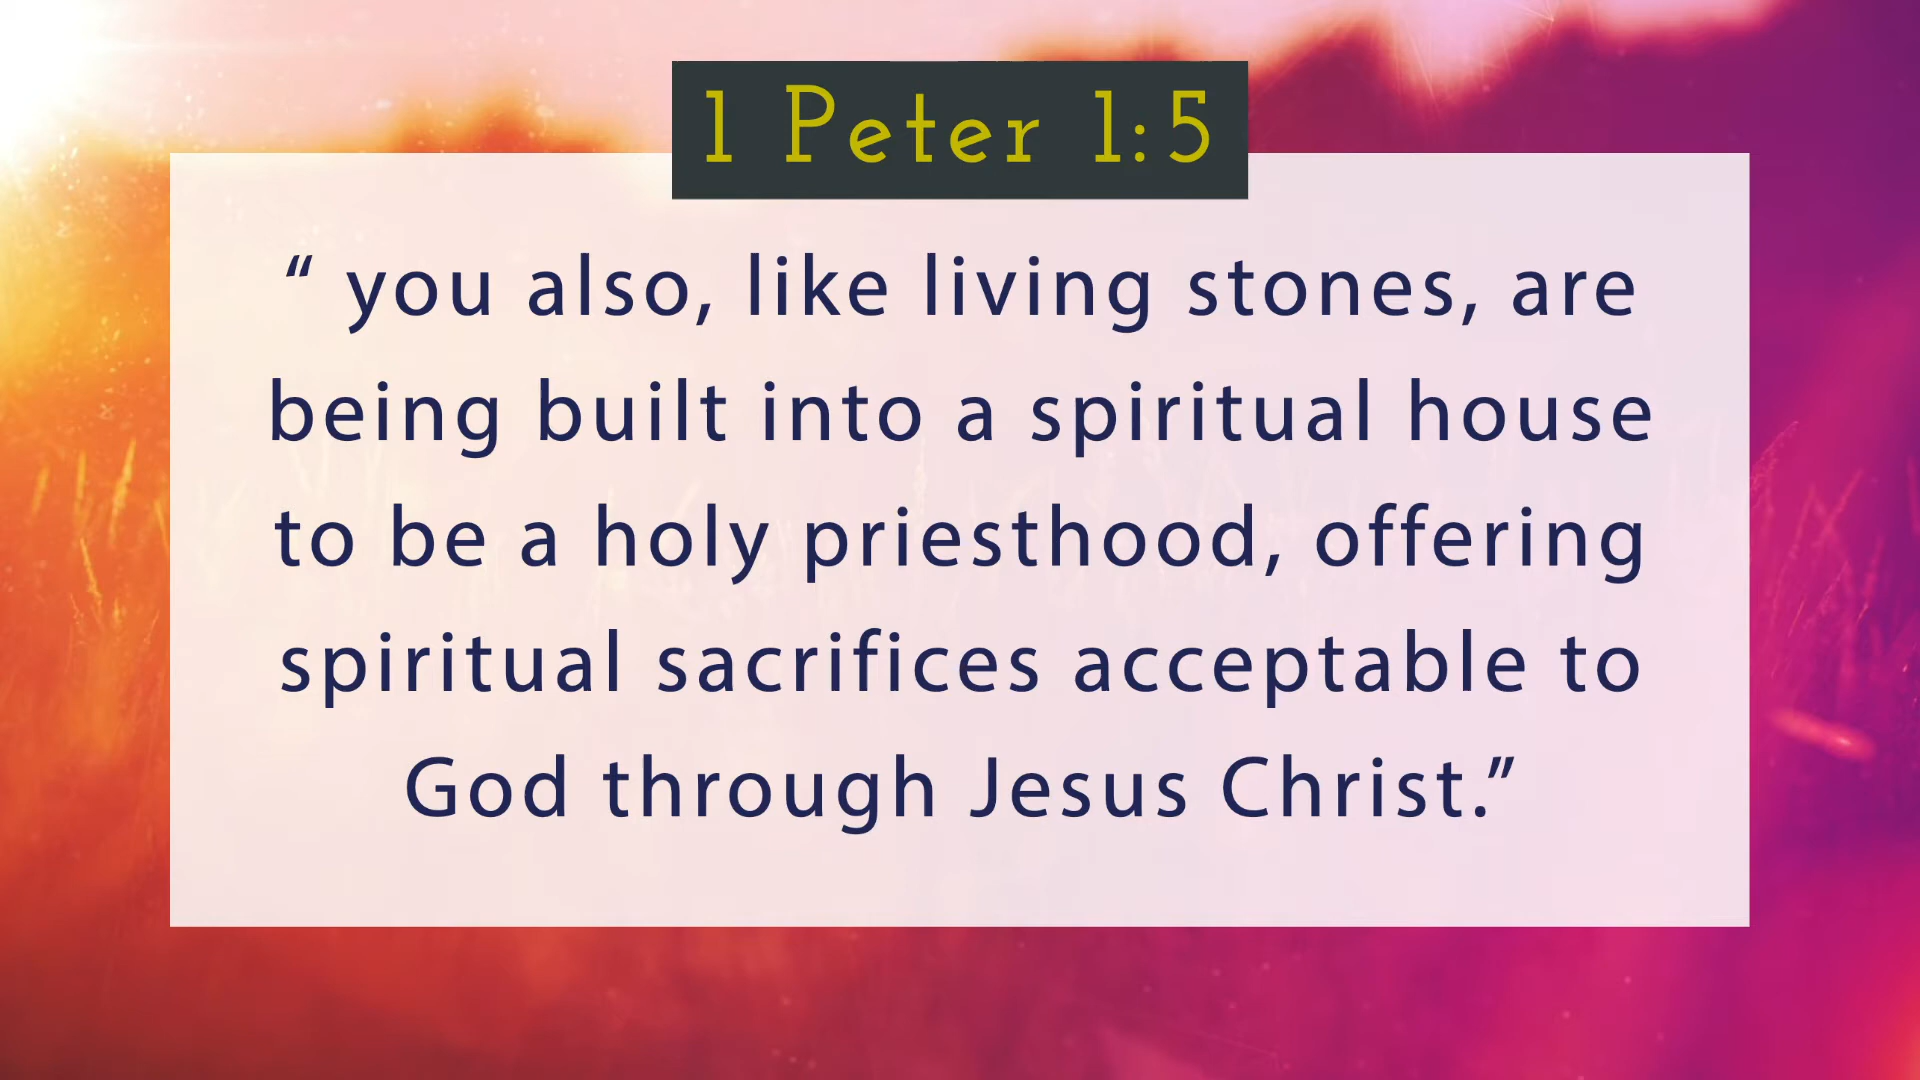 1 Peter 1:5
“ you also, like living stones, are
being built into a spiritual house
to be a holy priesthood, offering
spiritual sacrifices acceptable to
God through Jesus Christ.”